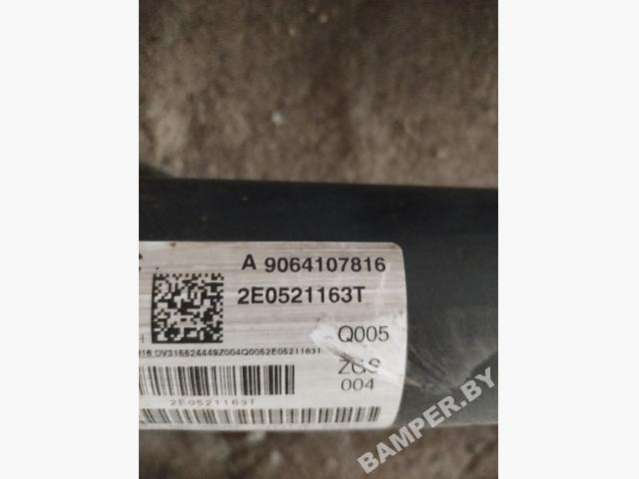 A 9064107816
2E0521163T
Q005
ZGS
004
2E0521163T
BAMPER.BY